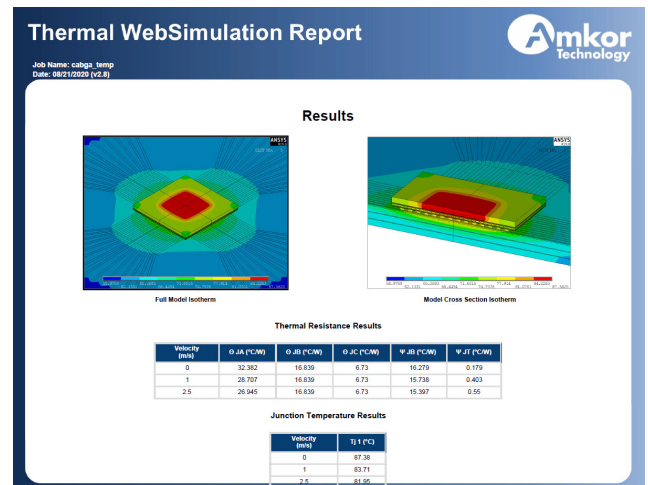 Thermal WebSimulation Report
Amkor
Technology
Job Name: cabga_temp
Date: 08/21/2020 (v2.8)
Results
ANSYS
ANSYS
Full Model Isotherm
Model Cross Section Isotherm
Thermal Resistance Results
Velocity (m/s) Θ JA (°C/W) Θ JB (°C/W) Θ JC (°C/W) Ψ JB (°C/W) Ψ JT (°C/W)
0 32.382 16.839 6.73 16.279 0.179
1 28.707 16.839 6.73 15.738 0.403
2.5 26.945 16.839 6.73 15.397 0.55
Junction Temperature Results
Velocity (m/s) Tj 1 (°C)
0 87.38
1 83.71
2.5 81.95